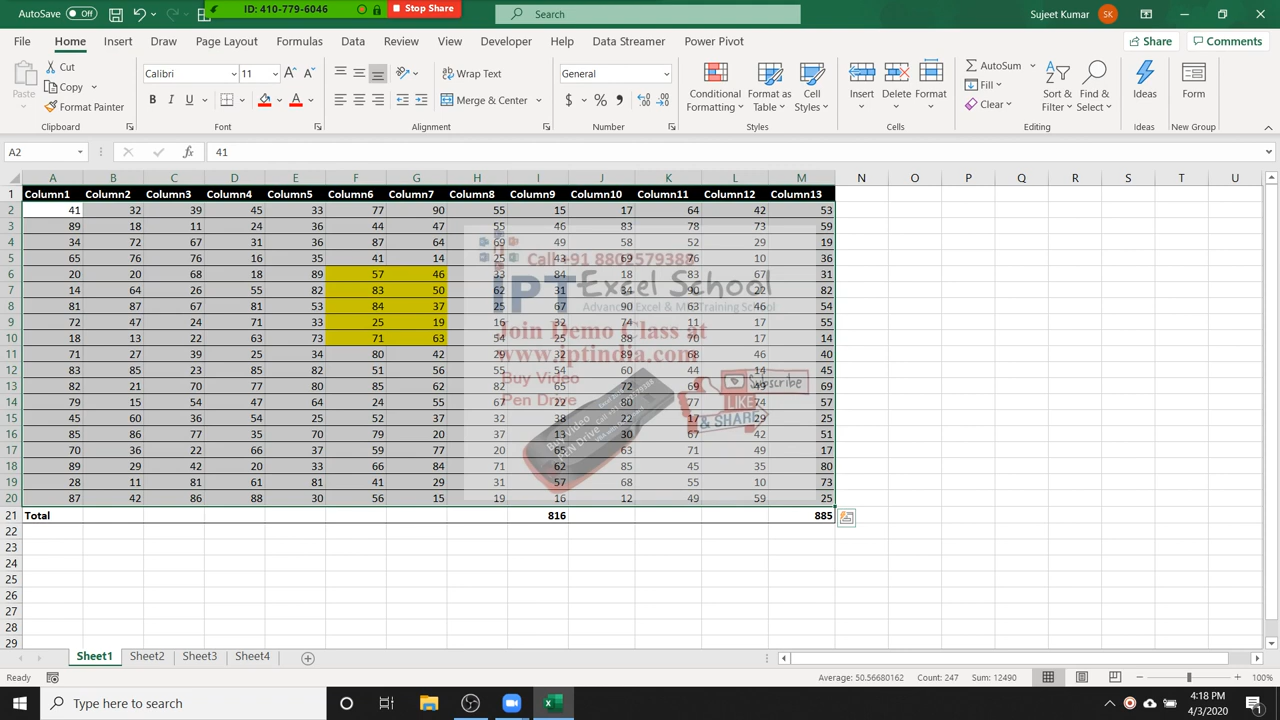 AutoSave Off ID: 410-779-6046 Stop Share Search Sujeet Kumar SK
File Home Insert Draw Page Layout Formulas Data Review View Developer Help Data Streamer Power Pivot Share Comments
Paste Cut Copy Format Painter Clipboard
Calibri 11 B I U A Font
Wrap Text Merge & Center Alignment
General $ % , Number
Conditional Formatting Format as Table Cell Styles Styles
Insert Delete Format Cells
AutoSum Fill Clear Sort & Filter Find & Select Editing
Ideas Ideas
Form New Group
A2 fx 41
A B C D E F G H I J K L M N O P Q R S T U
1 Column1 Column2 Column3 Column4 Column5 Column6 Column7 Column8 Column9 Column10 Column11 Column12 Column13
2 41 32 39 45 33 77 90 55 15 17 64 42 53
3 89 18 11 24 36 44 47 55 46 83 78 73 59
4 34 72 67 31 36 87 64 69 49 58 52 29 19
5 65 76 76 16 35 41 14 25 43 69 76 10 36
6 20 20 68 18 89 57 46 33 84 18 83 67 31
7 14 64 26 55 82 83 50 62 31 34 90 22 82
8 81 87 67 81 53 84 37 25 67 90 63 46 54
9 72 47 24 71 33 25 19 16 32 74 11 17 55
10 18 13 22 63 73 71 63 54 25 88 70 17 14
11 71 27 39 25 34 80 42 29 32 89 68 46 40
12 83 85 23 85 82 51 56 55 54 60 44 14 45
13 82 21 70 77 80 85 62 82 65 72 69 49 69
14 79 15 54 47 64 24 55 67 22 80 77 74 57
15 45 60 36 54 25 52 37 32 38 22 17 29 25
16 85 86 77 35 70 79 20 37 13 30 67 42 51
17 70 36 22 66 37 59 77 20 65 63 71 49 17
18 89 29 42 20 33 66 84 71 62 85 45 35 80
19 28 11 81 61 81 41 29 31 57 68 55 10 73
20 87 42 86 88 30 56 15 19 16 12 49 59 25
21 Total 816 885
22
23
24
25
26
27
28
29
Call +91 8802579388
IPT Excel School
Advanced Excel & MIS Training School
Join Demo Class at
www.iptindia.com
Buy Video
Pen Drive
Subscribe
LIKE
& SHARE
Sheet1 Sheet2 Sheet3 Sheet4
Ready Average: 50.56680162 Count: 247 Sum: 12490 100%
Type here to search 4:18 PM
4/3/2020 1